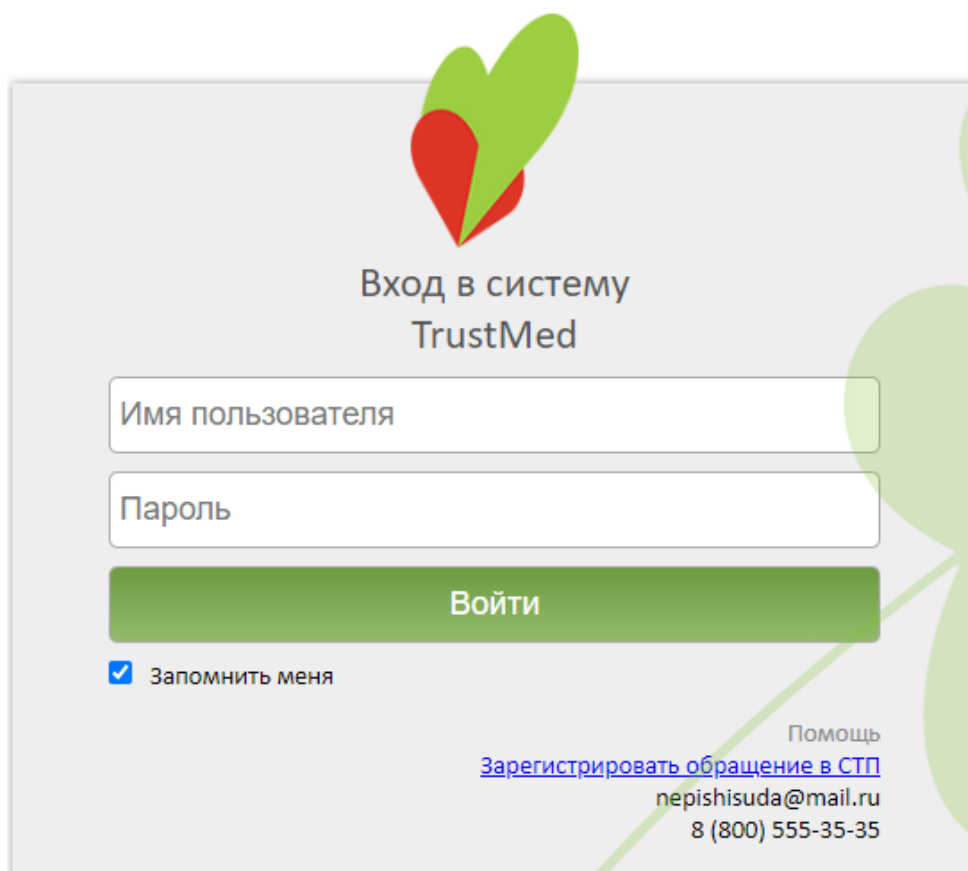 Вход в систему
TrustMed
Имя пользователя
Пароль
Войти
Запомнить меня
Помощь
Зарегистрировать обращение в СТП
nepishisuda@mail.ru
8 (800) 555-35-35